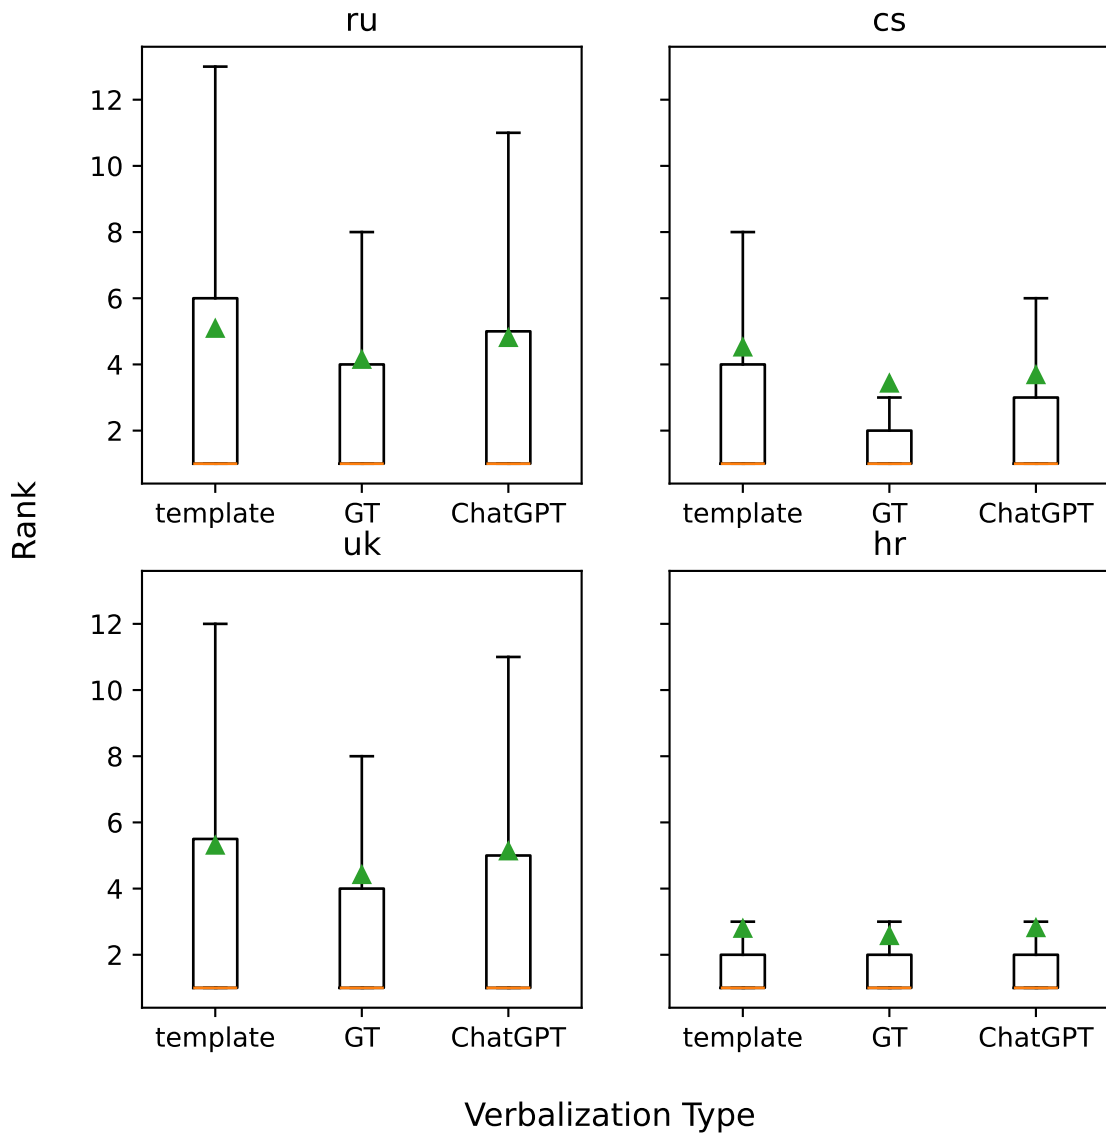 ru
cs
12
10
8
6
4
2
template GT ChatGPT
template GT ChatGPT
Rank
uk
hr
12
10
8
6
4
2
template GT ChatGPT
template GT ChatGPT
Verbalization Type